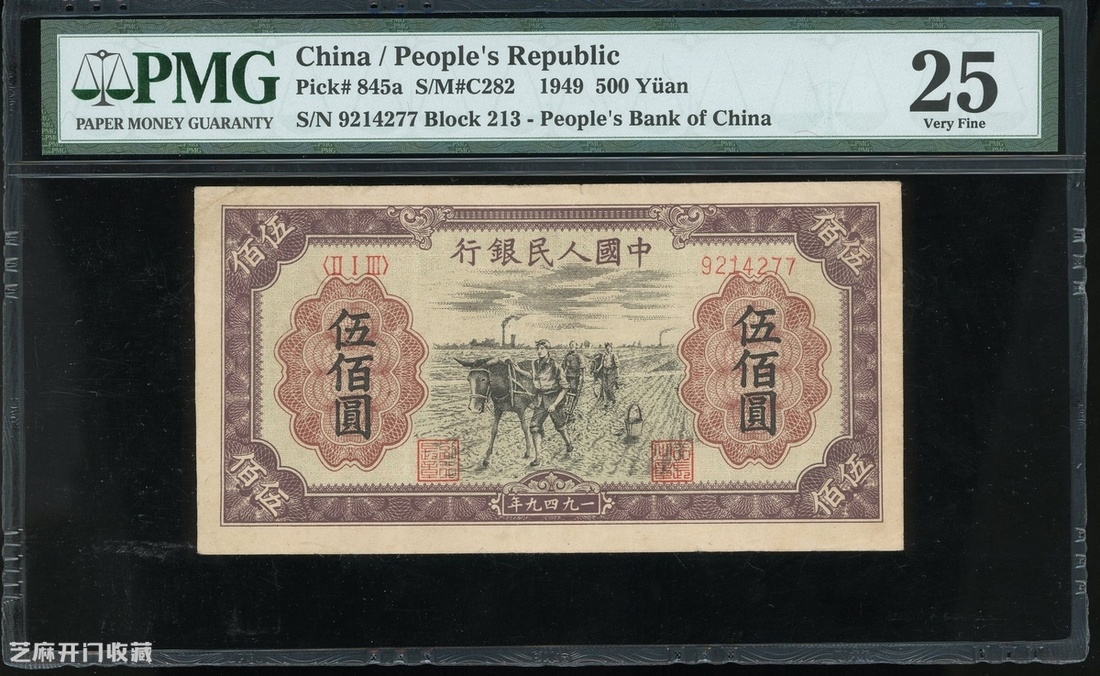 PMG
PAPER MONEY GUARANTY
China / People's Republic
Pick# 845a S/M#C282 1949 500 Yüan
S/N 9214277 Block 213 - People's Bank of China
25
Very Fine
佰伍
行銀民人國中
佰伍
〈II I III〉
9214277
伍佰圓
伍佰圓
佰伍
年九四九一
佰伍
芝麻开门收藏